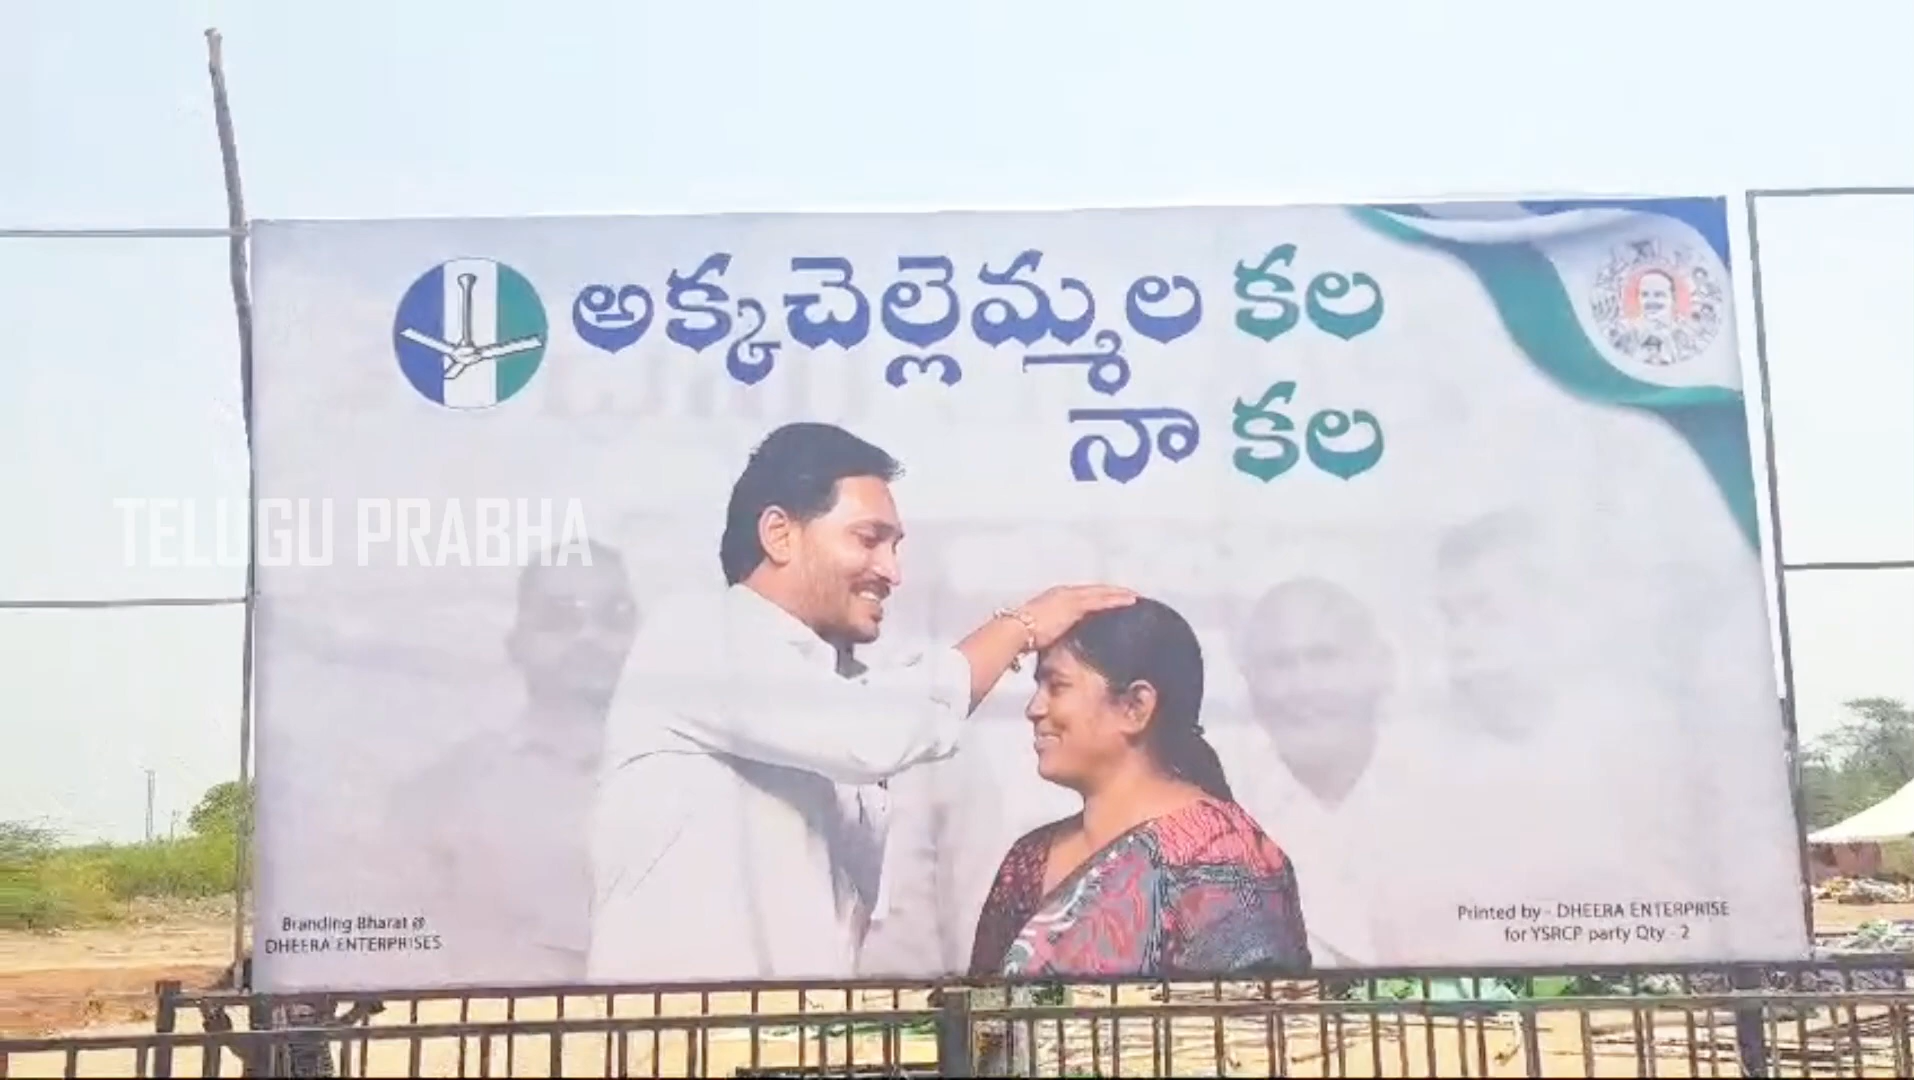 అక్కచెల్లెమ్మల కల
నా కల
TELUGU PRABHA
Branding Bharat @
DHEERA ENTERPRISES
Printed by - DHEERA ENTERPRISE
for YSRCP party Qty - 2